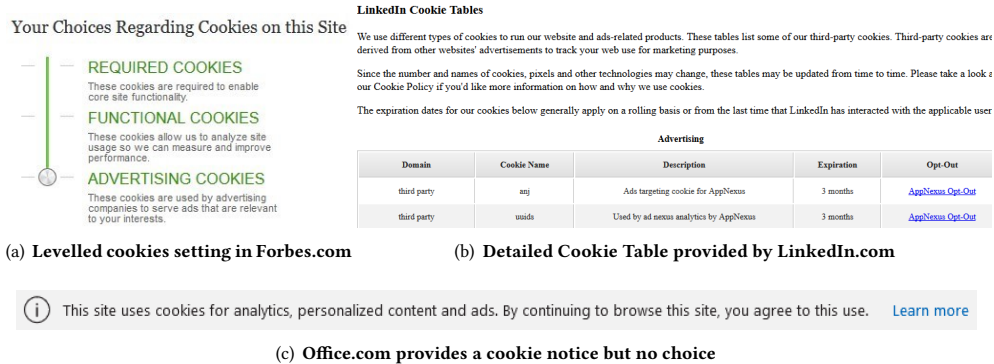 Your Choices Regarding Cookies on this Site
REQUIRED COOKIES
These cookies are required to enable
core site functionality.
FUNCTIONAL COOKIES
These cookies allow us to analyze site
usage so we can measure and improve
performance.
ADVERTISING COOKIES
These cookies are used by advertising
companies to serve ads that are relevant
to your interests.
(a) Levelled cookies setting in Forbes.com
LinkedIn Cookie Tables
We use different types of cookies to run our website and ads-related products. These tables list some of our third-party cookies. Third-party cookies are
derived from other websites' advertisements to track your web use for marketing purposes.
Since the number and names of cookies, pixels and other technologies may change, these tables may be updated from time to time. Please take a look a
our Cookie Policy if you'd like more information on how and why we use cookies.
The expiration dates for our cookies below generally apply on a rolling basis or from the last time that LinkedIn has interacted with the applicable user
Advertising
Domain Cookie Name Description Expiration Opt-Out
third party anj Ads targeting cookie for AppNexus 3 months AppNexus Opt-Out
third party uuids Used by ad nexus analytics by AppNexus 3 months AppNexus Opt-Out
(b) Detailed Cookie Table provided by LinkedIn.com
i This site uses cookies for analytics, personalized content and ads. By continuing to browse this site, you agree to this use. Learn more
(c) Office.com provides a cookie notice but no choice